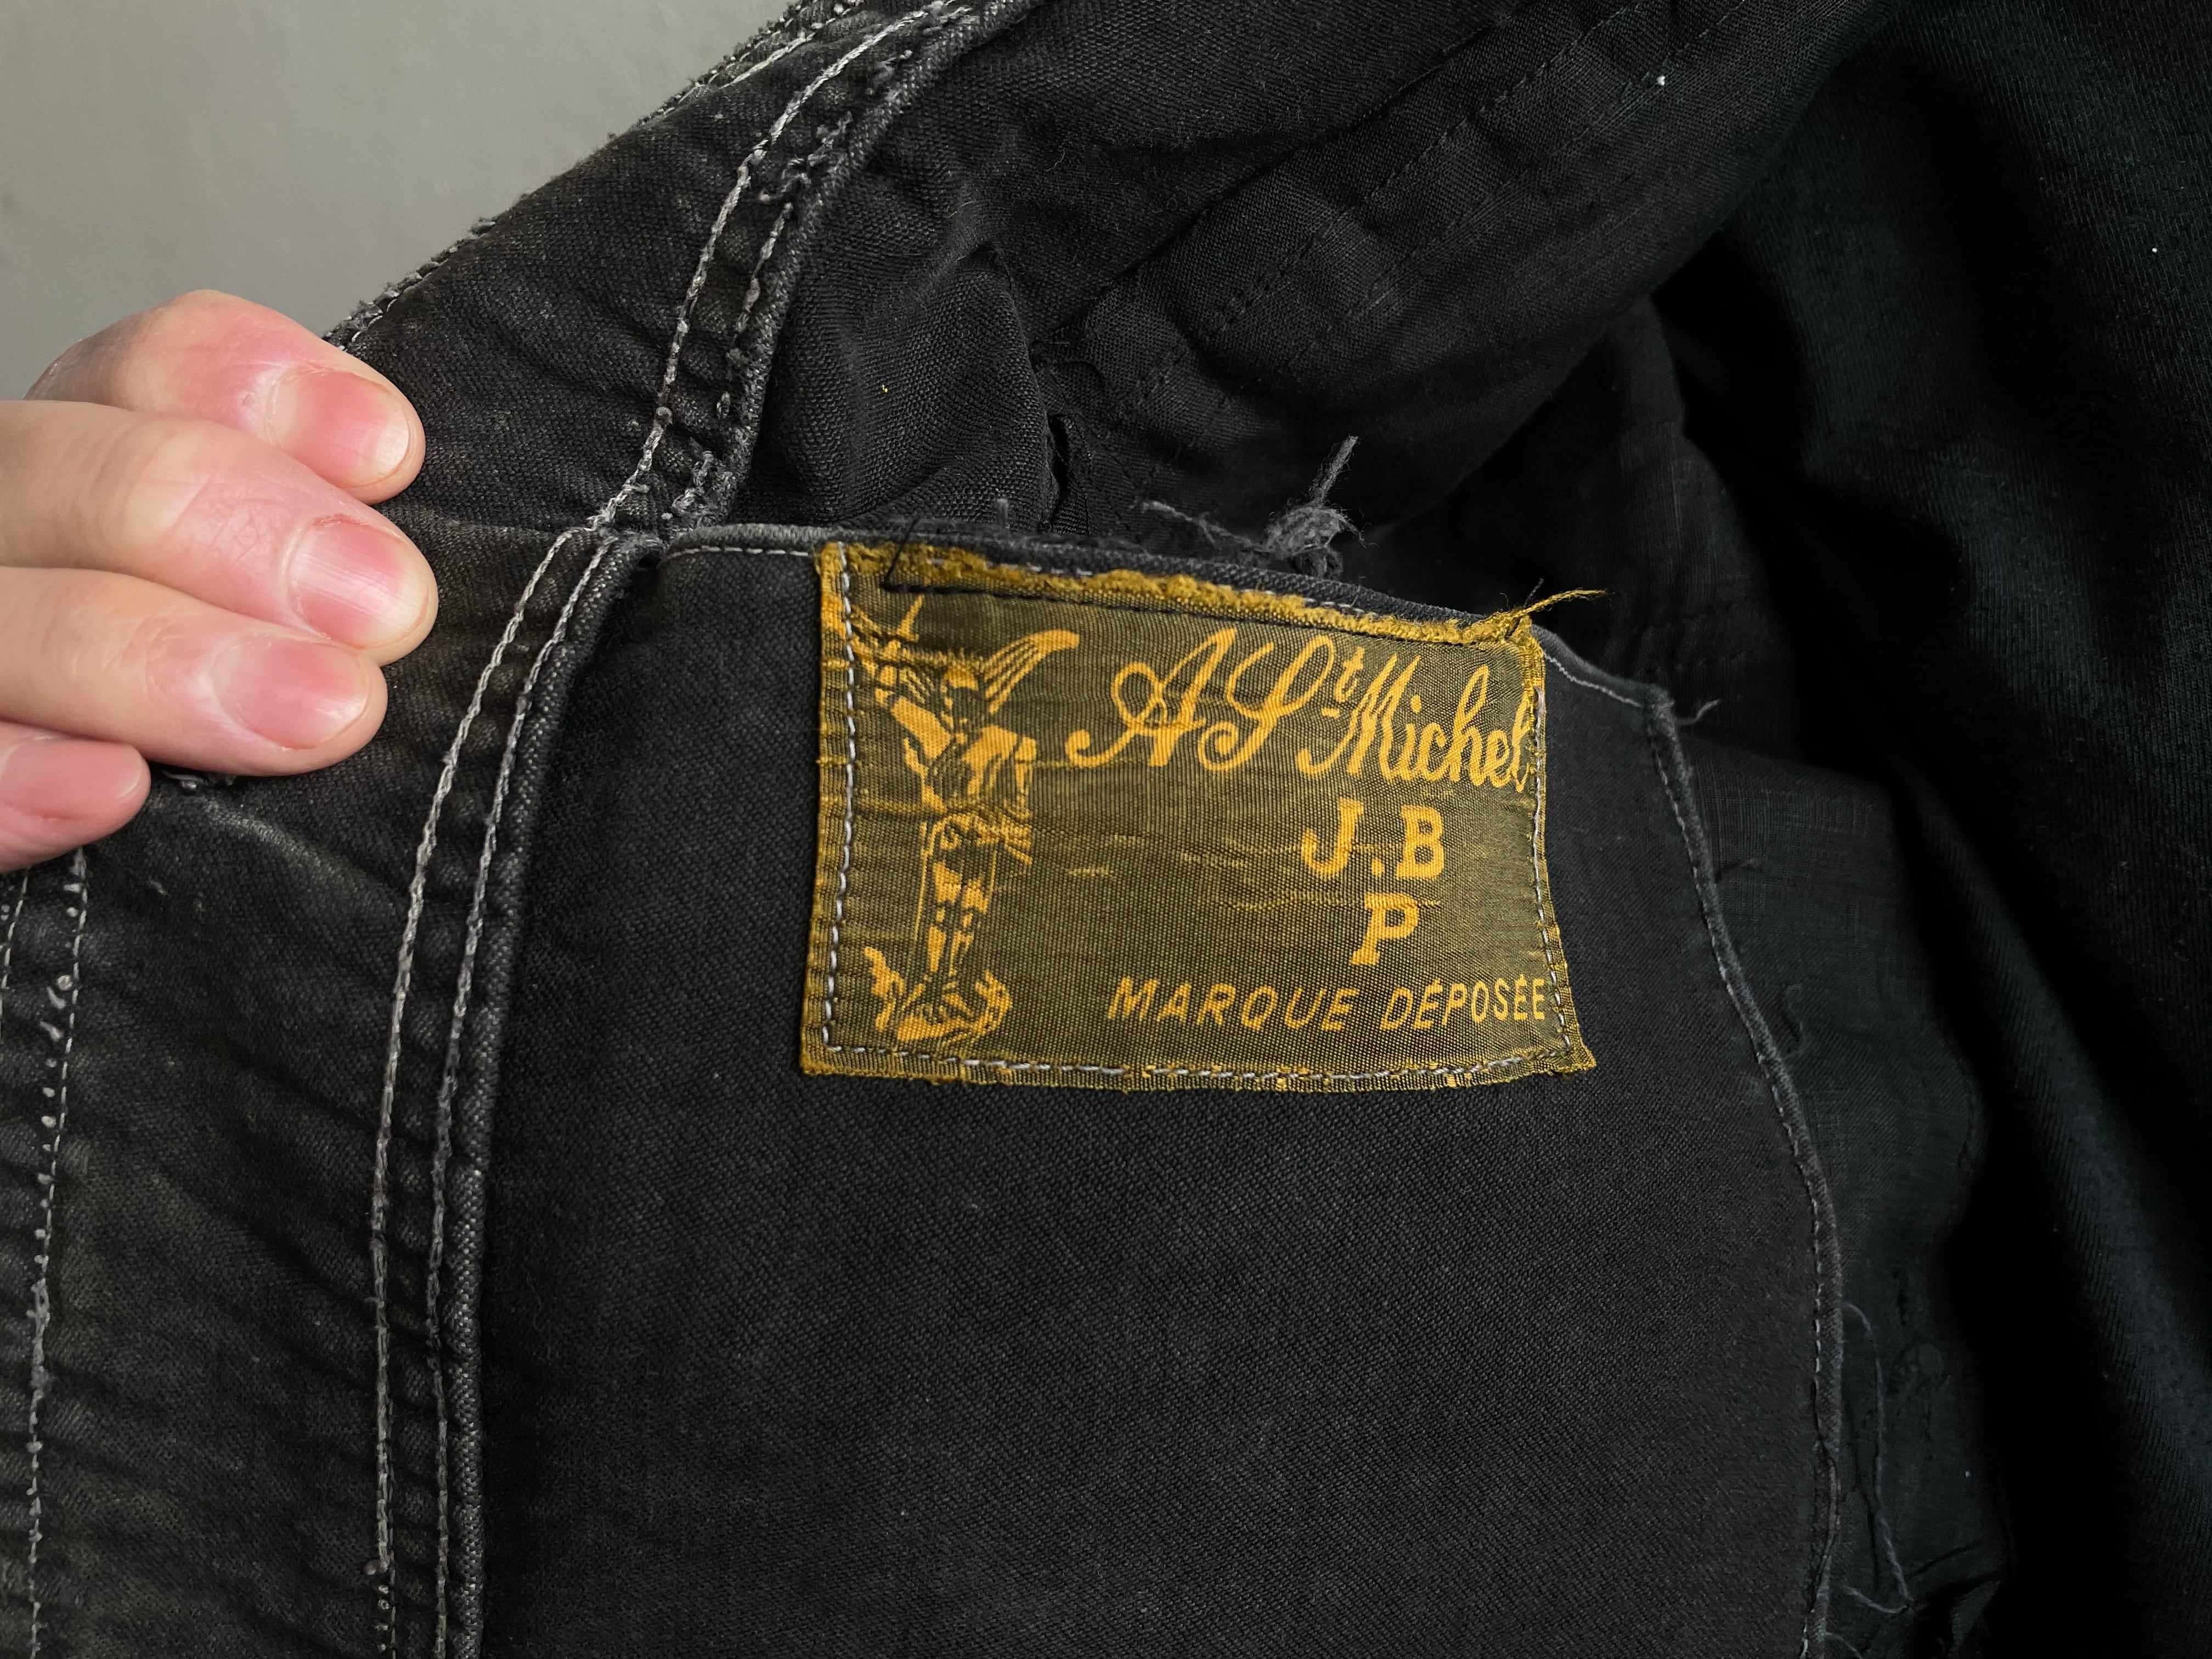 A St Michel
J.B
P
MARQUE DÉPOSÉE